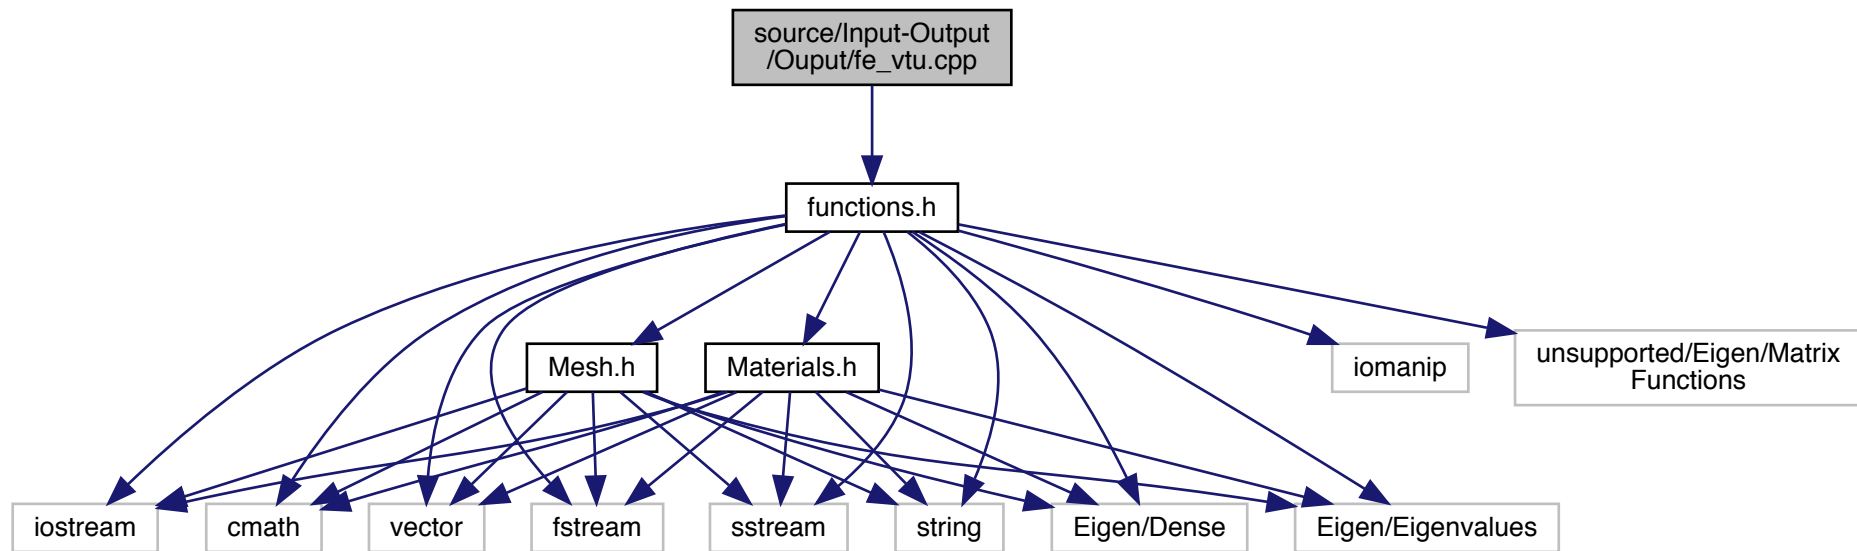 source/Input-Output
/Ouput/fe_vtu.cpp
functions.h
Mesh.h
Materials.h
iomanip
unsupported/Eigen/Matrix
Functions
iostream
cmath
vector
fstream
sstream
string
Eigen/Dense
Eigen/Eigenvalues